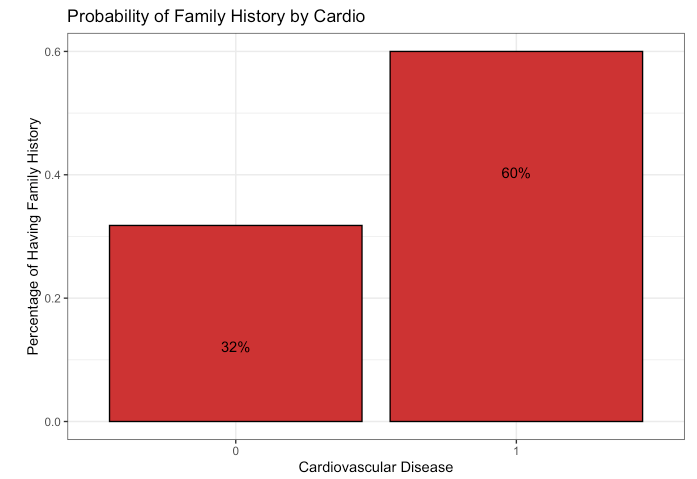 Probability of Family History by Cardio
Percentage of Having Family History
0.6
0.4
0.2
0.0
32%
60%
0
1
Cardiovascular Disease